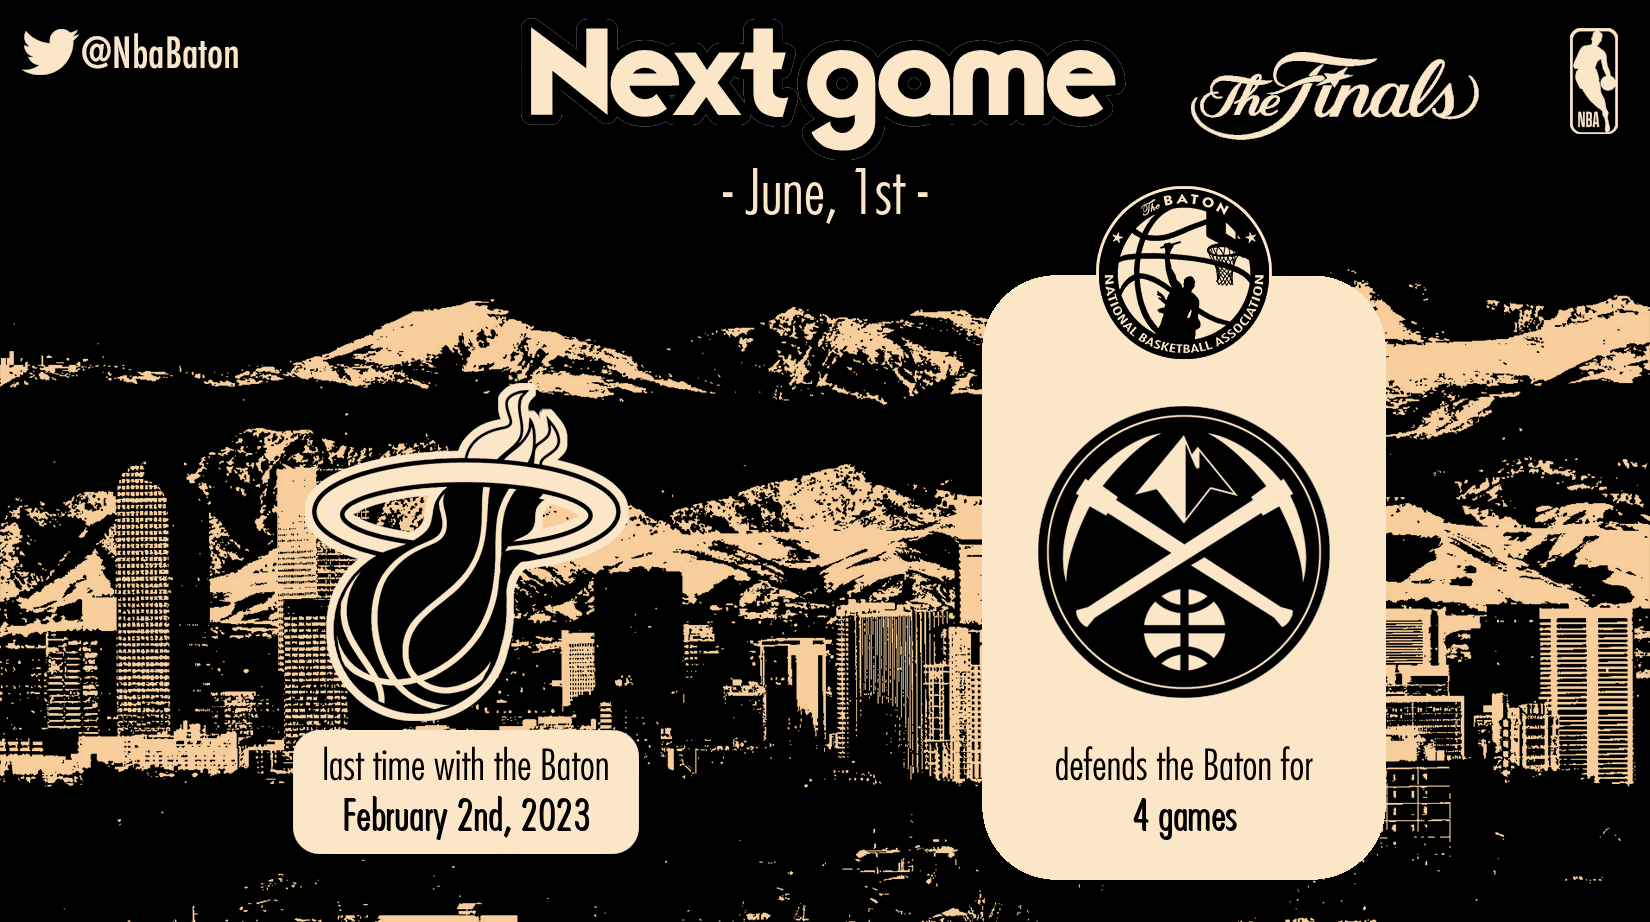 @NbaBaton
Next game
The Finals
NBA
- June, 1st -
The BATON
NATIONAL BASKETBALL ASSOCIATION
last time with the Baton
February 2nd, 2023
defends the Baton for
4 games